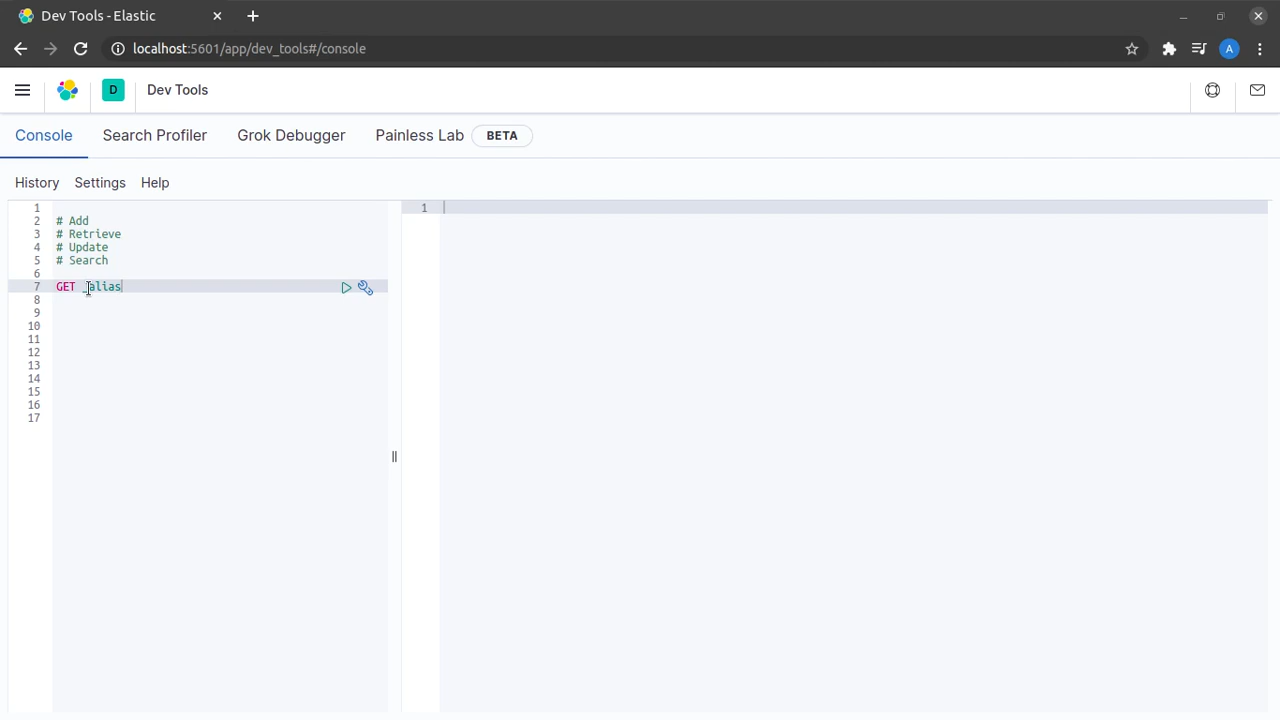 Dev Tools - Elastic
localhost:5601/app/dev_tools#/console
A
D
Dev Tools
Console Search Profiler Grok Debugger Painless Lab BETA
History Settings Help
1
2 # Add
3 # Retrieve
4 # Update
5 # Search
6
7 GET _alias
8
9
10
11
12
13
14
15
16
17
1